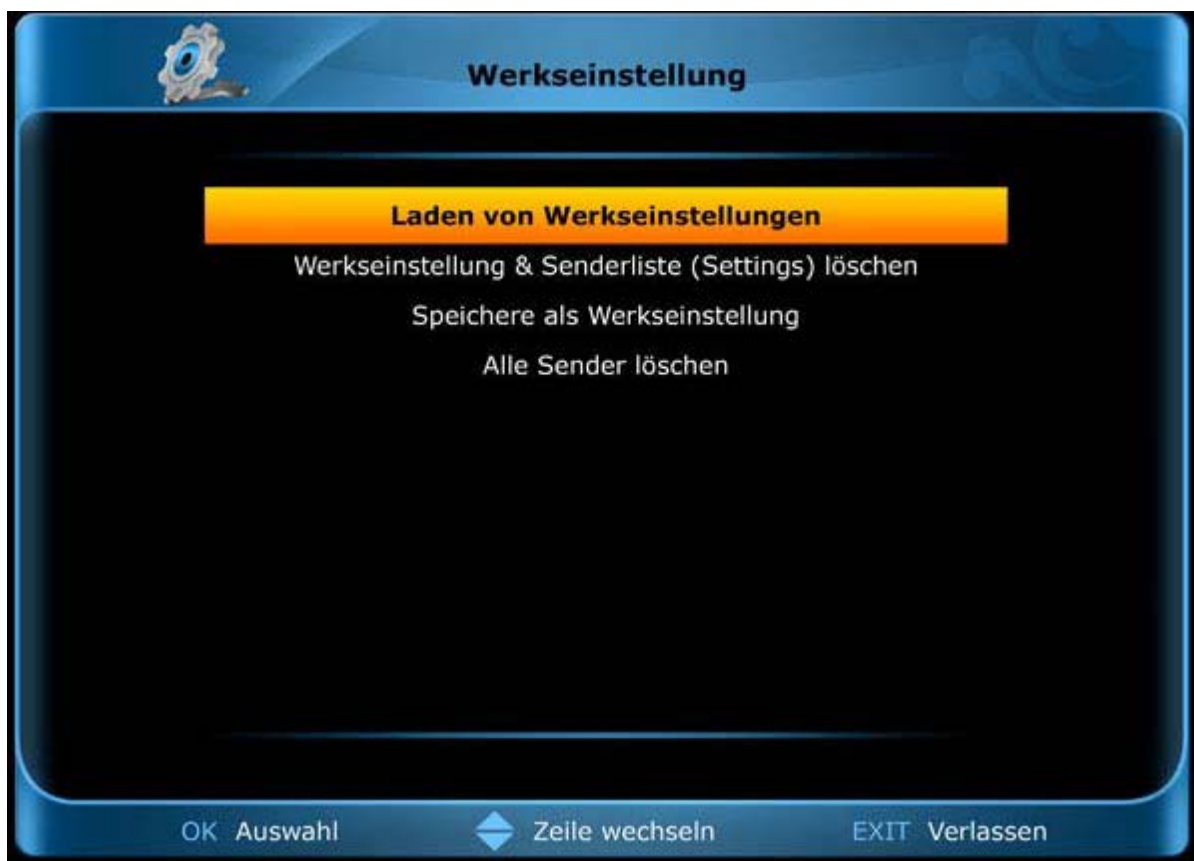 Werkseinstellung
Laden von Werkseinstellungen
Werkseinstellung & Senderliste (Settings) löschen
Speichere als Werkseinstellung
Alle Sender löschen
OK Auswahl Zeile wechseln EXIT Verlassen